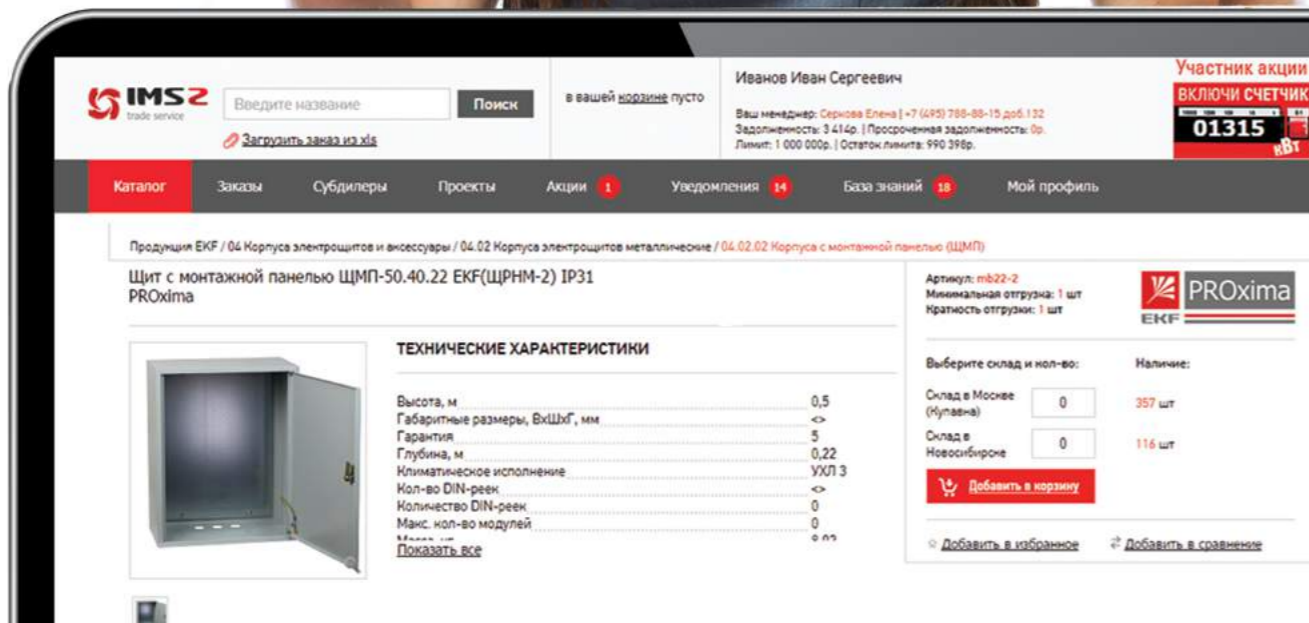 IMS2
trade service
Введите название
Поиск
Загрузить заказ из xls
в вашей корзине пусто
Иванов Иван Сергеевич
Ваш менеджер: Серкова Елена | +7 (495) 788-88-15 доб.132
Задолженность: 3 414р. | Просроченная задолженность: 0р.
Лимит: 1 000 000р. | Остаток лимита: 990 398р.
Участник акции
ВКЛЮЧИ СЧЕТЧИК
01315
кВт
Каталог
Заказы
Субдилеры
Проекты
Акции 1
Уведомления 14
База знаний 18
Мой профиль
Продукция EKF / 04 Корпуса электрощитов и аксессуары / 04.02 Корпуса электрощитов металлические / 04.02.02 Корпуса с монтажной панелью (ЩМП)
Щит с монтажной панелью ЩМП-50.40.22 EKF(ЩРНМ-2) IP31
PROxima
Артикул: mb22-2
Минимальная отгрузка: 1 шт
Кратность отгрузки: 1 шт
PROxima
EKF
ТЕХНИЧЕСКИЕ ХАРАКТЕРИСТИКИ
Высота, м 0,5
Габаритные размеры, ВхШхГ, мм <>
Гарантия 5
Глубина, м 0,22
Климатическое исполнение УХЛ 3
Кол-во DIN-реек <>
Количество DIN-реек 0
Макс. кол-во модулей 0
Показать все
Выберите склад и кол-во: Наличие:
Склад в Москве
(Купавна) 0 357 шт
Склад в
Новосибирске 0 116 шт
Добавить в корзину
Добавить в избранное
Добавить в сравнение